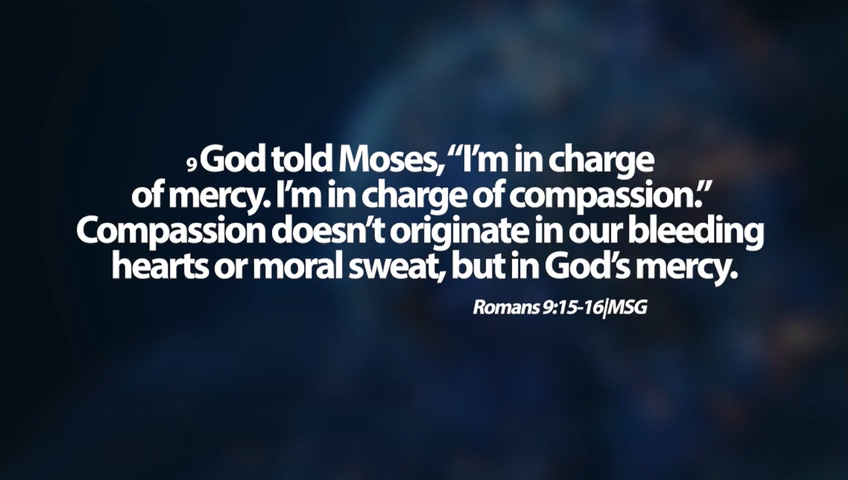 9 God told Moses, “I’m in charge
of mercy. I’m in charge of compassion.”
Compassion doesn’t originate in our bleeding
hearts or moral sweat, but in God’s mercy.
Romans 9:15-16|MSG